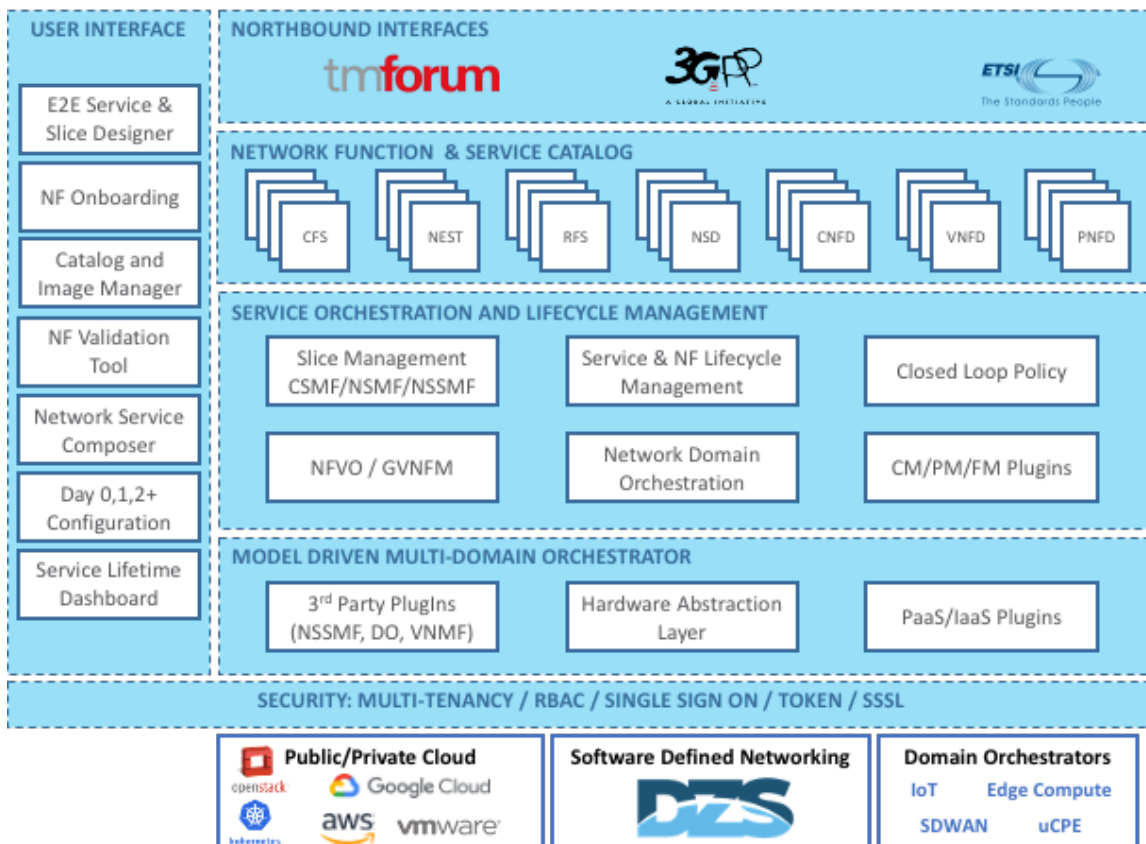 USER INTERFACE
E2E Service &
Slice Designer
NF Onboarding
Catalog and
Image Manager
NF Validation
Tool
Network Service
Composer
Day 0,1,2+
Configuration
Service Lifetime
Dashboard
NORTHBOUND INTERFACES
tmforum
3GPP
A GLOBAL INITIATIVE
ETSI
The Standards People
NETWORK FUNCTION & SERVICE CATALOG
CFS
NEST
RFS
NSD
CNFD
VNFD
PNFD
SERVICE ORCHESTRATION AND LIFECYCLE MANAGEMENT
Slice Management
CSMF/NSMF/NSSMF
Service & NF Lifecycle
Management
Closed Loop Policy
NFVO / GVNFM
Network Domain
Orchestration
CM/PM/FM Plugins
MODEL DRIVEN MULTI-DOMAIN ORCHESTRATOR
3rd Party PlugIns
(NSSMF, DO, VNMF)
Hardware Abstraction
Layer
PaaS/IaaS Plugins
SECURITY: MULTI-TENANCY / RBAC / SINGLE SIGN ON / TOKEN / SSSL
Public/Private Cloud
openstack
Google Cloud
kubernetes
aws
vmware
Software Defined Networking
DZS
Domain Orchestrators
IoT Edge Compute
SDWAN uCPE